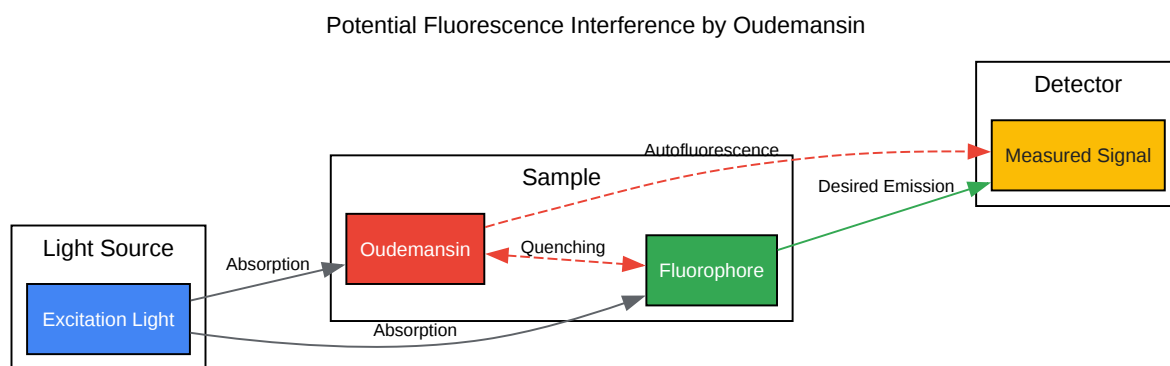 Potential Fluorescence Interference by Oudemansin
Detector
Measured Signal
Autofluorescence
Sample
Desired Emission
Oudemansin
Quenching
Fluorophore
Light Source
Absorption
Excitation Light
Absorption